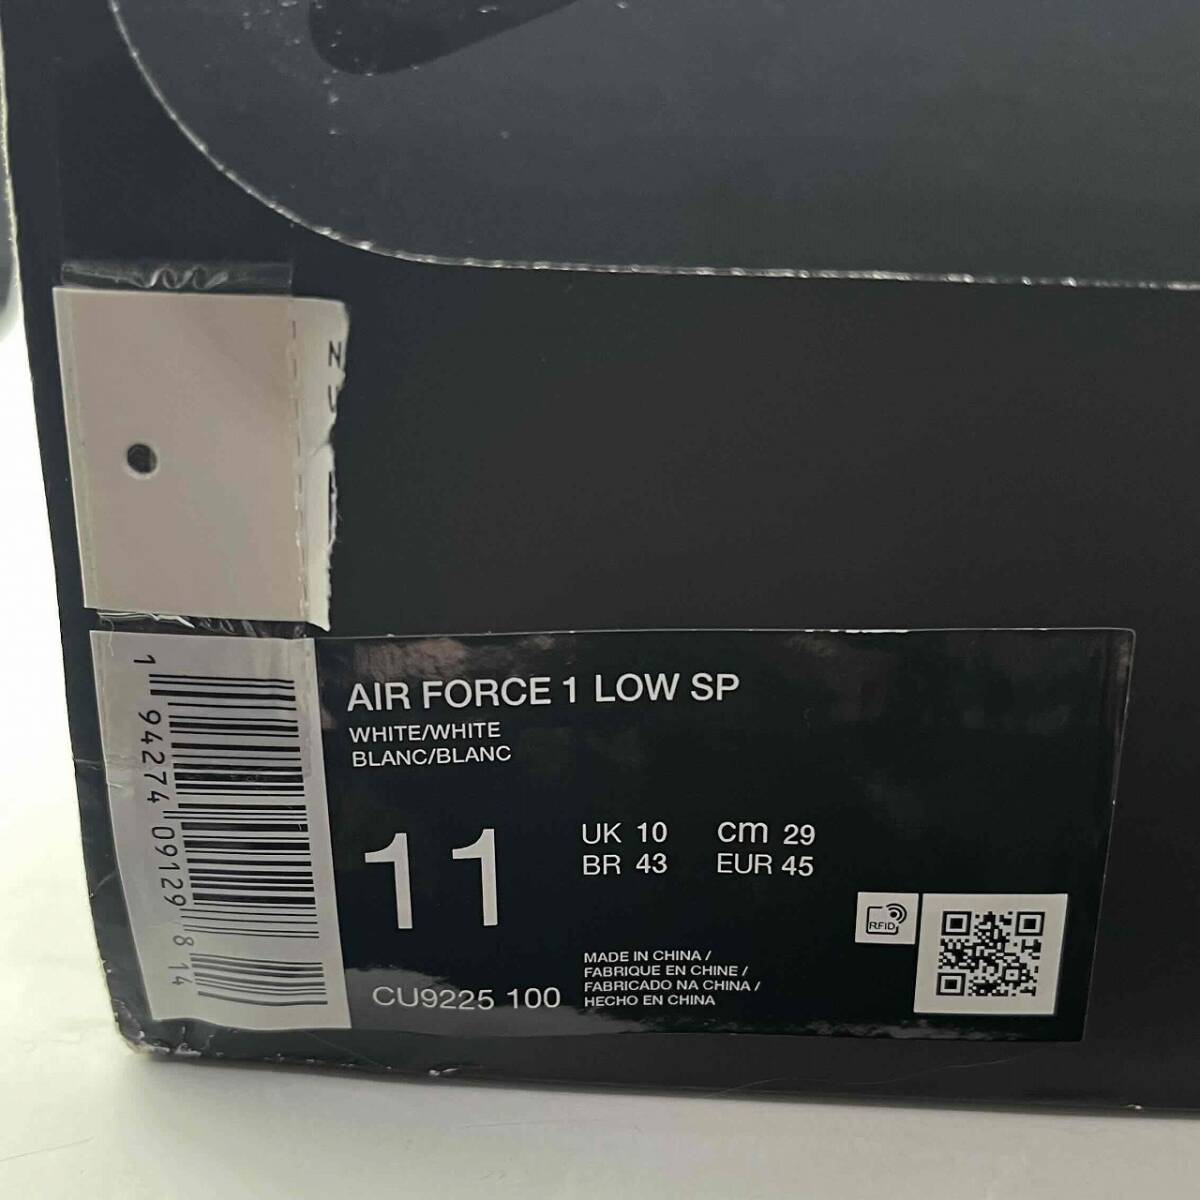 AIR FORCE 1 LOW SP
WHITE/WHITE
BLANC/BLANC
11
UK 10 cm 29
BR 43 EUR 45
RFID
CU9225 100
MADE IN CHINA /
FABRIQUE EN CHINE /
FABRICADO NA CHINA /
HECHO EN CHINA
1 94274 09129 8 14